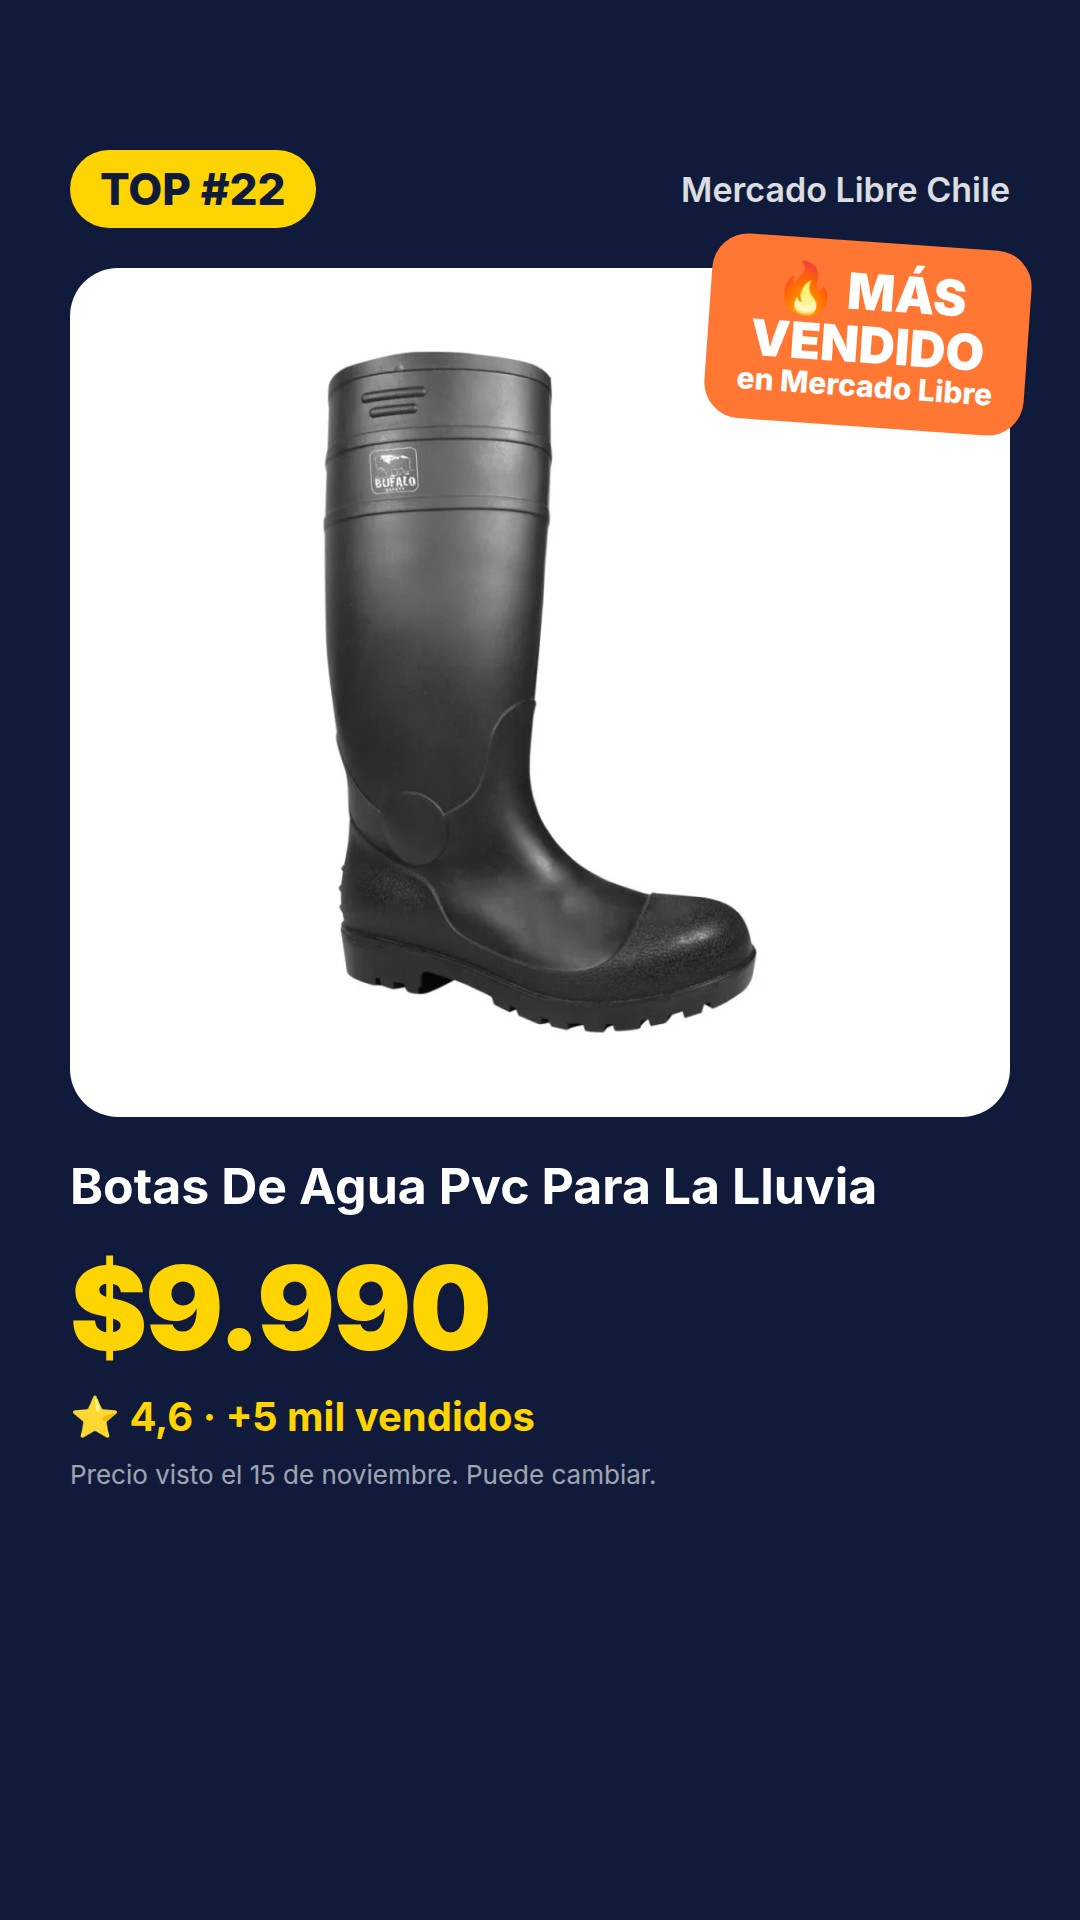 TOP #22
Mercado Libre Chile
🔥 MÁS
VENDIDO
en Mercado Libre
BUFALO
SAFETY
Botas De Agua Pvc Para La Lluvia
$9.990
⭐ 4,6 · +5 mil vendidos
Precio visto el 15 de noviembre. Puede cambiar.